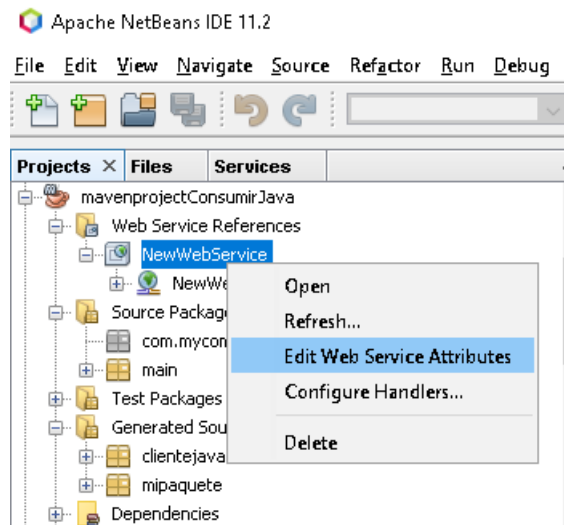 Apache NetBeans IDE 11.2
File Edit View Navigate Source Refactor Run Debug
Projects Files Services
mavenprojectConsumirJava
Web Service References
NewWebService
NewWe
Open
Source Packag
Refresh...
com.mycom
Edit Web Service Attributes
main
Configure Handlers...
Test Packages
Generated Sou
Delete
clientejava
mipaquete
Dependencies